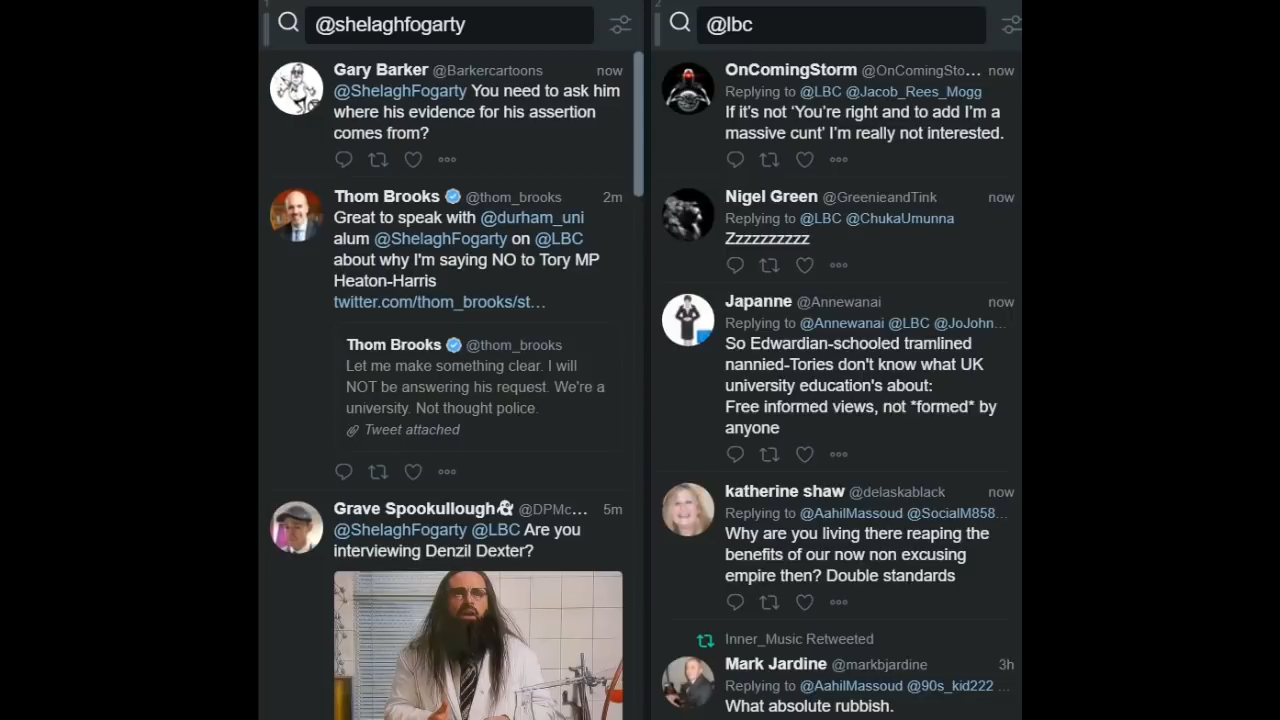 1
@shelaghfogarty
Gary Barker @Barkercartoons now
@ShelaghFogarty You need to ask him
where his evidence for his assertion
comes from?
Thom Brooks @thom_brooks 2m
Great to speak with @durham_uni
alum @ShelaghFogarty on @LBC
about why I'm saying NO to Tory MP
Heaton-Harris
twitter.com/thom_brooks/st…
Thom Brooks @thom_brooks
Let me make something clear. I will
NOT be answering his request. We're a
university. Not thought police.
Tweet attached
Grave Spookullough @DPMc... 5m
@ShelaghFogarty @LBC Are you
interviewing Denzil Dexter?
2
@lbc
OnComingStorm @OnComingSto... now
Replying to @LBC @Jacob_Rees_Mogg
If it's not ‘You're right and to add I'm a
massive cunt’ I'm really not interested.
Nigel Green @GreenieandTink now
Replying to @LBC @ChukaUmunna
Zzzzzzzzzz
Japanne @Annewanai now
Replying to @Annewanai @LBC @JoJohn...
So Edwardian-schooled tramlined
nannied-Tories don't know what UK
university education's about:
Free informed views, not *formed* by
anyone
katherine shaw @delaskablack now
Replying to @AahilMassoud @SocialM858...
Why are you living there reaping the
benefits of our now non excusing
empire then? Double standards
Inner_Music Retweeted
Mark Jardine @markbjardine 3h
Replying to @AahilMassoud @90s_kid222 ...
What absolute rubbish.